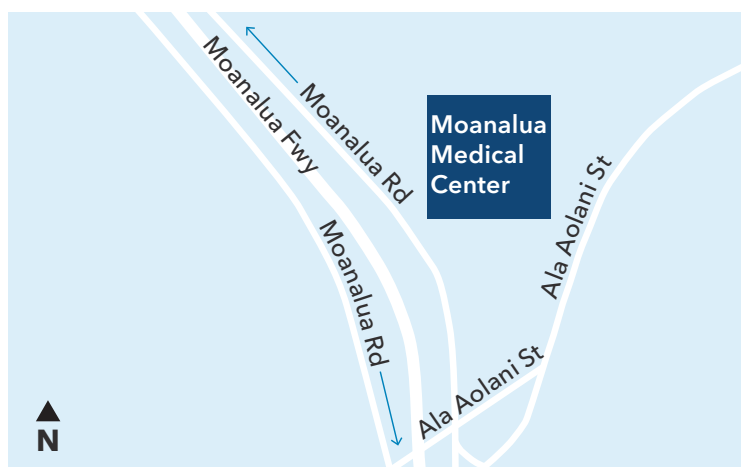 Moanalua Fwy
Moanalua Rd
Moanalua
Medical
Center
Ala Aolani St
Moanalua Rd
Ala Aolani St
N